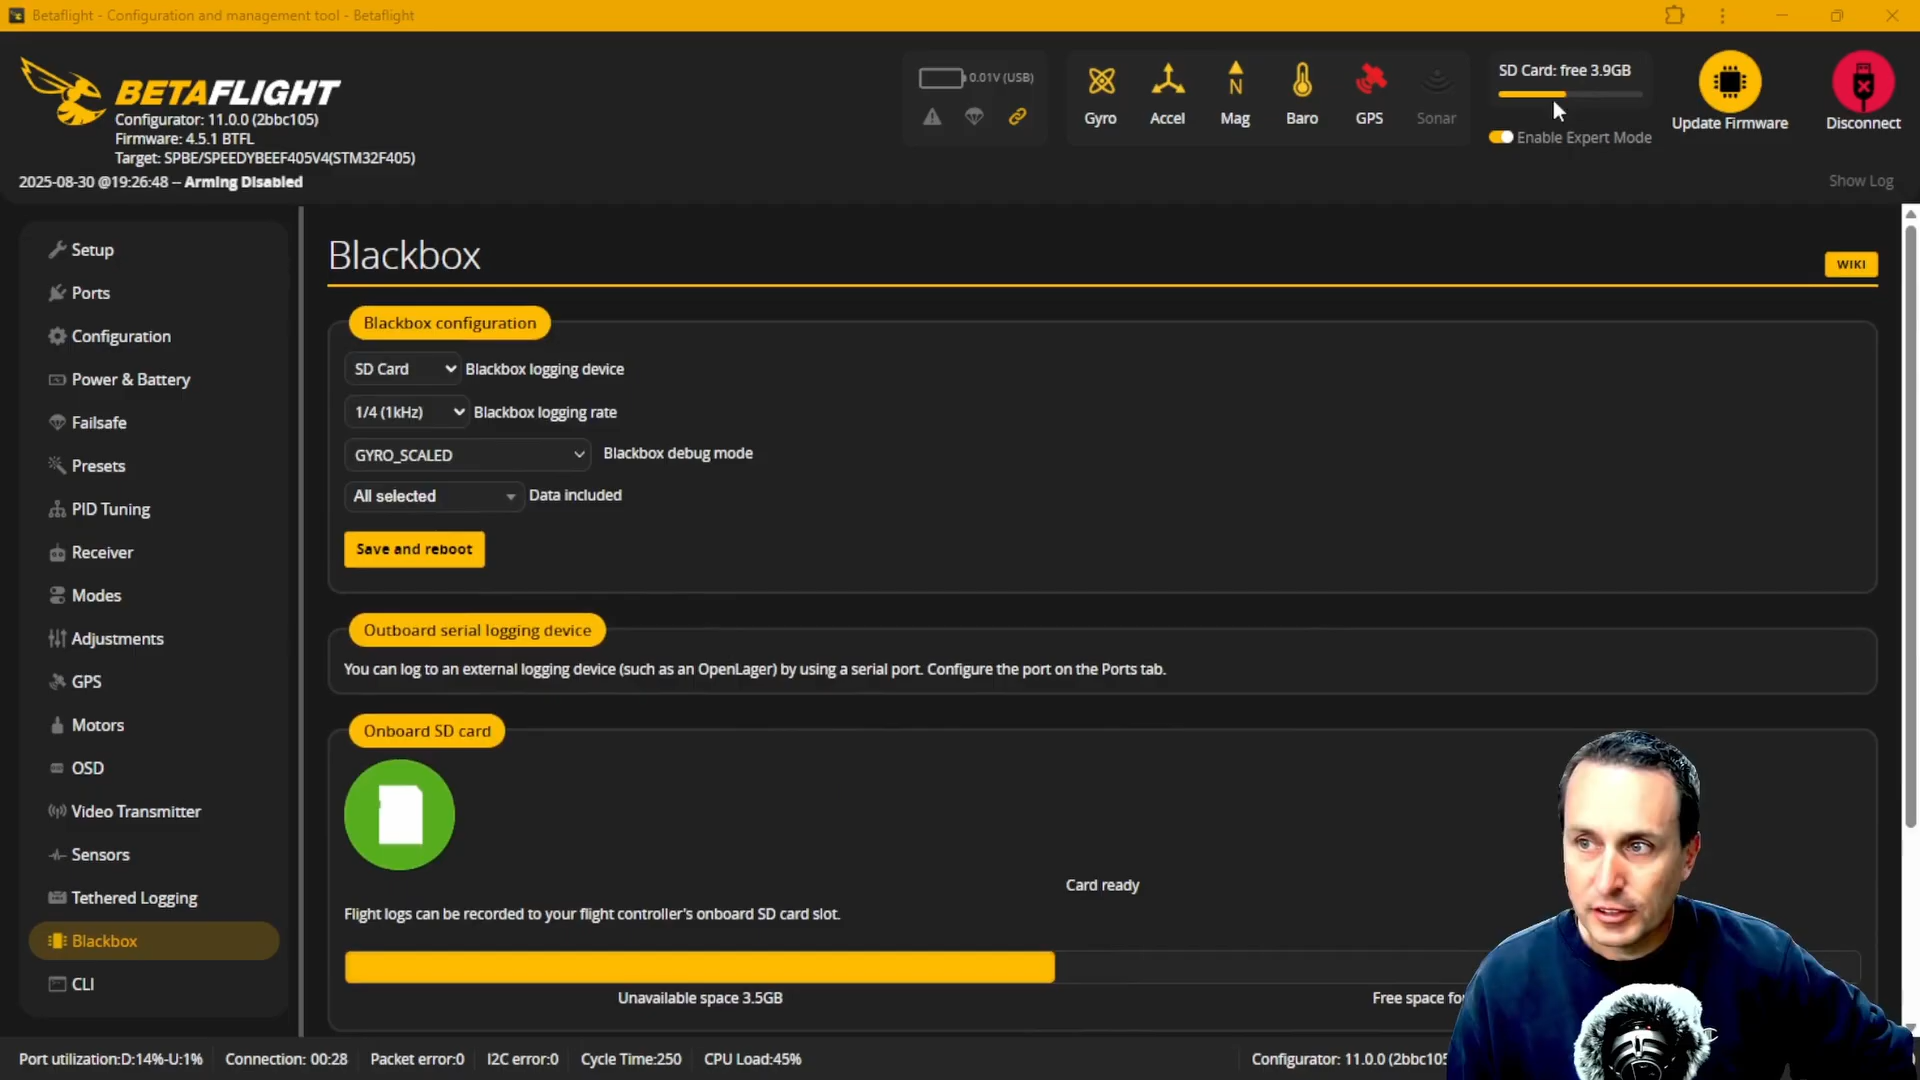 Betaflight - Configuration and management tool - Betaflight
BETAFLIGHT
Configurator: 11.0.0 (2bbc105)
Firmware: 4.5.1 BTFL
Target: SPBE/SPEEDYBEEF405V4(STM32F405)
2025-08-30 @19:26:48 -- Arming Disabled
0.01V (USB)
Gyro
Accel
N
Mag
Baro
GPS
Sonar
SD Card: free 3.9GB
Enable Expert Mode
Update Firmware
Disconnect
Show Log
Setup
Ports
Configuration
Power & Battery
Failsafe
Presets
PID Tuning
Receiver
Modes
Adjustments
GPS
Motors
OSD
Video Transmitter
Sensors
Tethered Logging
Blackbox
CLI
Blackbox
WIKI
Blackbox configuration
SD Card Blackbox logging device
1/4 (1kHz) Blackbox logging rate
GYRO_SCALED Blackbox debug mode
All selected Data included
Save and reboot
Outboard serial logging device
You can log to an external logging device (such as an OpenLager) by using a serial port. Configure the port on the Ports tab.
Onboard SD card
Card ready
Flight logs can be recorded to your flight controller's onboard SD card slot.
Unavailable space 3.5GB
Free space fo
Port utilization:D:14%-U:1% Connection: 00:28 Packet error:0 I2C error:0 Cycle Time:250 CPU Load:45% Configurator: 11.0.0 (2bbc105